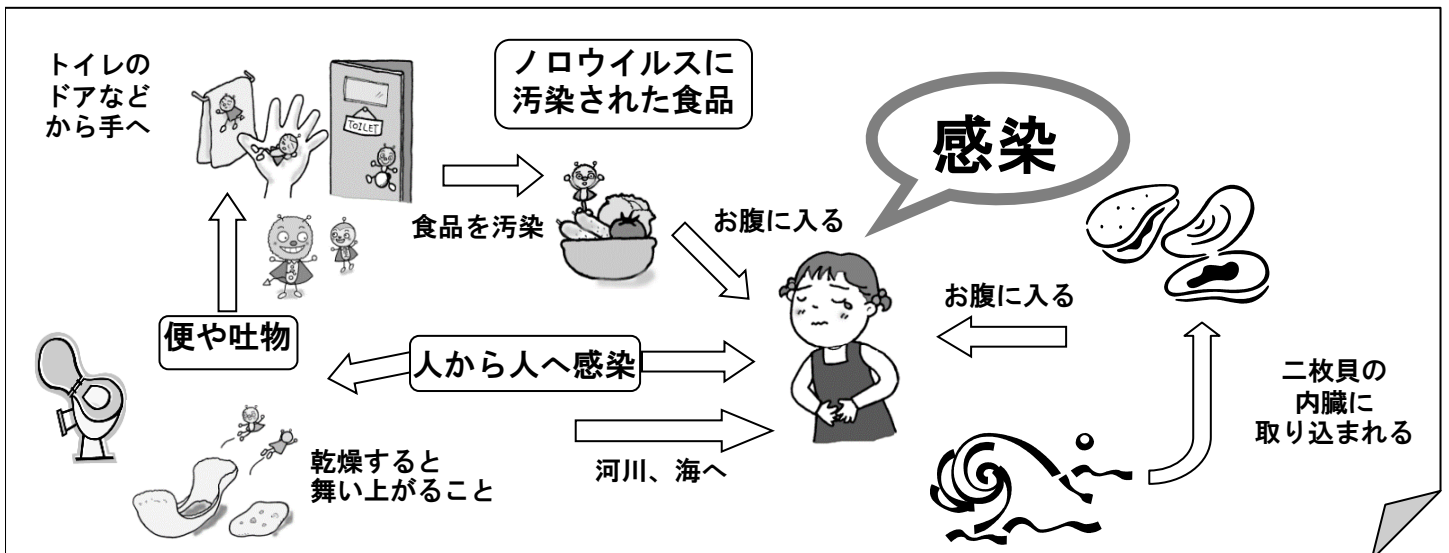 トイレの
ドアなど
から手へ
TOILET
ノロウイルスに
汚染された食品
感染
食品を汚染
お腹に入る
お腹に入る
便や吐物
人から人へ感染
二枚貝の
内臓に
取り込まれる
河川、海へ
乾燥すると
舞い上がること